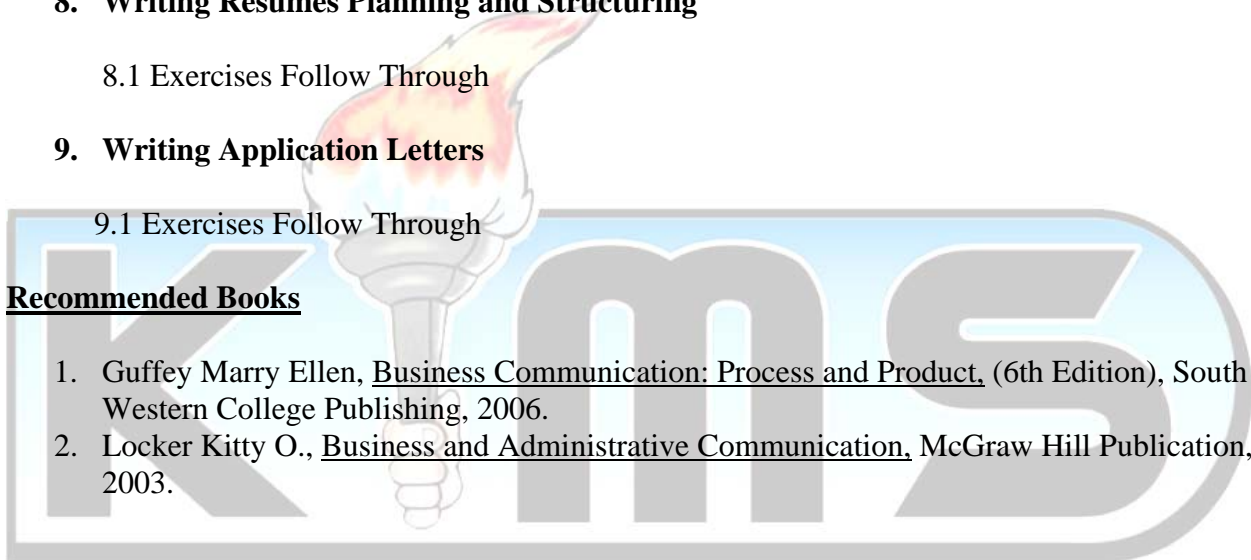 8. Writing Resumes Planning and Structuring
8.1 Exercises Follow Through
9. Writing Application Letters
9.1 Exercises Follow Through
Recommended Books
1. Guffey Marry Ellen, Business Communication: Process and Product, (6th Edition), South
Western College Publishing, 2006.
2. Locker Kitty O., Business and Administrative Communication, McGraw Hill Publication,
2003.
KIMS